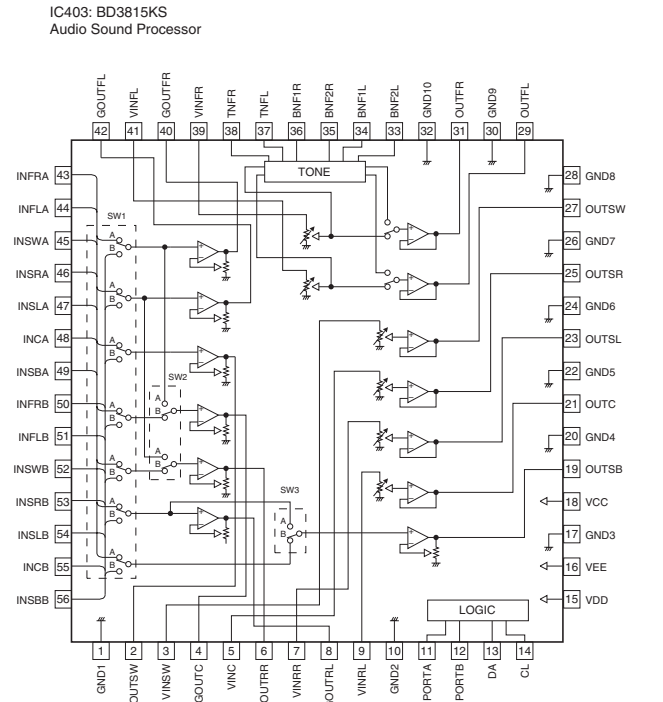 IC403: BD3815KS
Audio Sound Processor
GOUTFL
VINFL
GOUTFR
VINFR
TNFR
TNFL
BNF1R
BNF2R
BNF1L
BNF2L
GND10
OUTFR
GND9
OUTFL
42 41 40 39 38 37 36 35 34 33 32 31 30 29
TONE
INFRA 43
INFLA 44
INSWA 45
INSRA 46
INSLA 47
INCA 48
INSBA 49
INFRB 50
INFLB 51
INSWB 52
INSRB 53
INSLB 54
INCB 55
INSBB 56
SW1
A
B
A
B
A
B
A
B
A
B
A
B
A
B
SW2
A
B
A
B
SW3
A
B
28 GND8
27 OUTSW
26 GND7
25 OUTSR
24 GND6
23 OUTSL
22 GND5
21 OUTC
20 GND4
19 OUTSB
18 VCC
17 GND3
16 VEE
15 VDD
LOGIC
1 2 3 4 5 6 7 8 9 10 11 12 13 14
GND1
OUTSW
VINSW
GOUTC
VINC
OUTRR
VINRR
OUTRL
VINRL
GND2
PORTA
PORTB
DA
CL